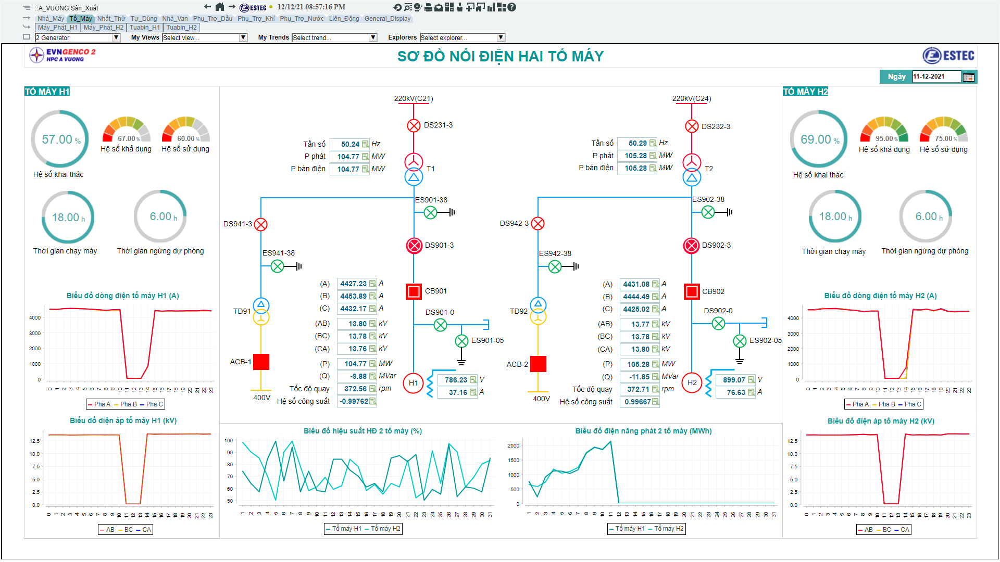 ::A_VUONG.Sản_Xuất
ESTEC
12/12/21 08:57:16 PM
Nhà_Máy Tổ_Máy Nhất_Thứ Tự_Dùng Nhà_Van Phụ_Trợ_Dầu Phụ_Trợ_Khí Phụ_Trợ_Nước Liên_Động General_Display
Máy_Phát_H1 Máy_Phát_H2 Tuabin_H1 Tuabin_H2
2 Generator My Views Select view... My Trends Select trend... Explorers Select explorer...
EVNGENCO 2
HPC A VUONG
SƠ ĐỒ NỐI ĐIỆN HAI TỔ MÁY
ESTEC
Ngày 11-12-2021
TỔ MÁY H1
57.00 %
Hệ số khai thác
67.00 %
Hệ số khả dụng
60.00 %
Hệ số sử dụng
18.00 h
Thời gian chạy máy
6.00 h
Thời gian ngừng dự phòng
Biểu đồ dòng điện tổ máy H1 (A)
4000
3000
2000
1000
0
0 1 2 3 4 5 6 7 8 9 10 11 12 13 14 15 16 17 18 19 20 21 22 23
Pha A Pha B Pha C
Biểu đồ điện áp tổ máy H1 (kV)
12.5
10.0
7.5
5.0
2.5
0.0
0 1 2 3 4 5 6 7 8 9 10 11 12 13 14 15 16 17 18 19 20 21 22 23
AB BC CA
220kV(C21)
DS231-3
Tần số 50.24 Hz
P phát 104.77 MW
P bán điện 104.77 MW
T1
ES901-38
DS941-3
DS901-3
ES941-38
(A) 4427.23 A
(B) 4453.89 A
(C) 4432.17 A
CB901
TD91
DS901-0
(AB) 13.80 kV
(BC) 13.78 kV
(CA) 13.76 kV
ES901-05
ACB-1
(P) 104.77 MW
(Q) -9.88 MVar
Tốc độ quay 372.56 rpm
Hệ số công suất -0.99762
400V
H1
786.23 V
37.16 A
220kV(C24)
DS232-3
Tần số 50.29 Hz
P phát 105.28 MW
P bán điện 105.28 MW
T2
ES902-38
DS942-3
DS902-3
ES942-38
(A) 4431.08 A
(B) 4444.49 A
(C) 4425.02 A
CB902
TD92
DS902-0
(AB) 13.77 kV
(BC) 13.78 kV
(CA) 13.80 kV
ES902-05
ACB-2
(P) 105.28 MW
(Q) -11.85 MVar
Tốc độ quay 372.71 rpm
Hệ số công suất 0.99667
400V
H2
899.07 V
76.63 A
Biểu đồ hiệu suất HĐ 2 tổ máy (%)
100
90
80
70
60
50
1 2 3 4 5 6 7 8 9 10 11 12 13 14 15 16 17 18 19 20 21 22 23 24 25 26 27 28 29 30 31
Tổ máy H1 Tổ máy H2
Biểu đồ điện năng phát 2 tổ máy (MWh)
2000
1500
1000
500
0
1 2 3 4 5 6 7 8 9 10 11 12 13 14 15 16 17 18 19 20 21 22 23 24 25 26 27 28 29 30 31
Tổ máy H1 Tổ máy H2
TỔ MÁY H2
69.00 %
Hệ số khai thác
95.00 %
Hệ số khả dụng
75.00 %
Hệ số sử dụng
18.00 h
Thời gian chạy máy
6.00 h
Thời gian ngừng dự phòng
Biểu đồ dòng điện tổ máy H2 (A)
4000
3000
2000
1000
0
0 1 2 3 4 5 6 7 8 9 10 11 12 13 14 15 16 17 18 19 20 21 22 23
Pha A Pha B Pha C
Biểu đồ điện áp tổ máy H2 (kV)
12.5
10.0
7.5
5.0
2.5
0.0
0 1 2 3 4 5 6 7 8 9 10 11 12 13 14 15 16 17 18 19 20 21 22 23
AB BC CA